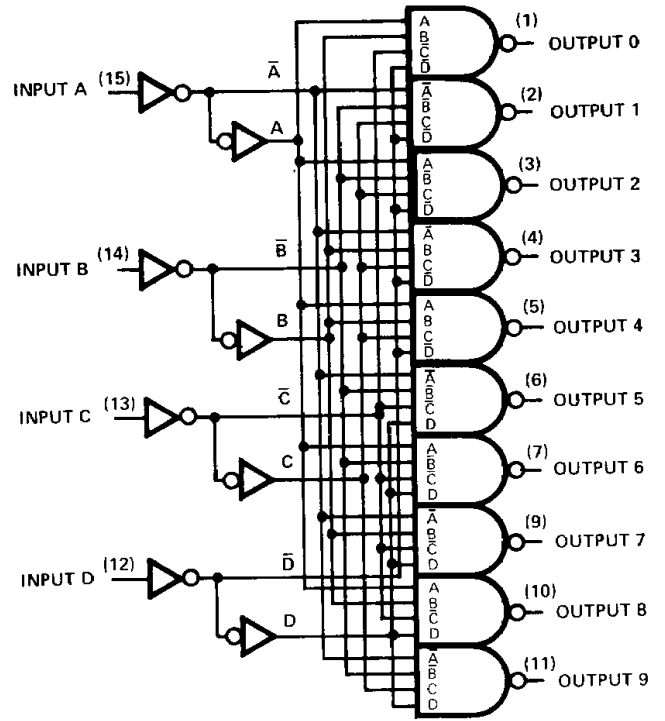 INPUT A (15)
A̅
A
INPUT B (14)
B̅
B
INPUT C (13)
C̅
C
INPUT D (12)
D̅
D
A
B
C̅
D̅
(1)
OUTPUT 0
A̅
B̅
C
D̅
(2)
OUTPUT 1
A
B̅
C
D̅
(3)
OUTPUT 2
A̅
B
C
D̅
(4)
OUTPUT 3
A
B
C
D̅
(5)
OUTPUT 4
A̅
B̅
C̅
D
(6)
OUTPUT 5
A
B̅
C̅
D
(7)
OUTPUT 6
A̅
B
C̅
D
(9)
OUTPUT 7
A
B
C̅
D
(10)
OUTPUT 8
A̅
B̅
C
D
(11)
OUTPUT 9